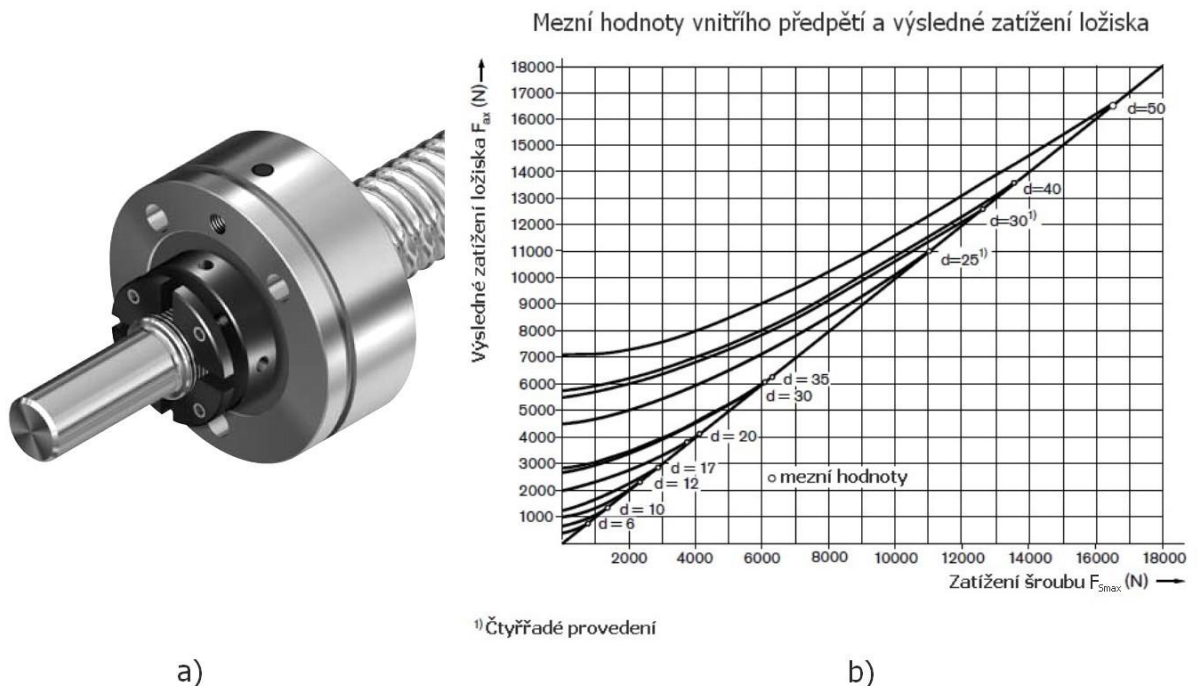 Mezní hodnoty vnitřího předpětí a výsledné zatížení ložiska
Výsledné zatížení ložiska Fax (N)
18000
17000
16000
15000
14000
13000
12000
11000
10000
9000
8000
7000
6000
5000
4000
3000
2000
1000
d=50
d=40
d=30¹⁾
d=25¹⁾
d = 35
d = 30
d = 20
d = 17
d = 12
d = 10
d = 6
mezní hodnoty
2000 4000 6000 8000 10000 12000 14000 16000 18000
Zatížení šroubu FSmax (N)
¹⁾ Čtyřřadé provedení
a) b)